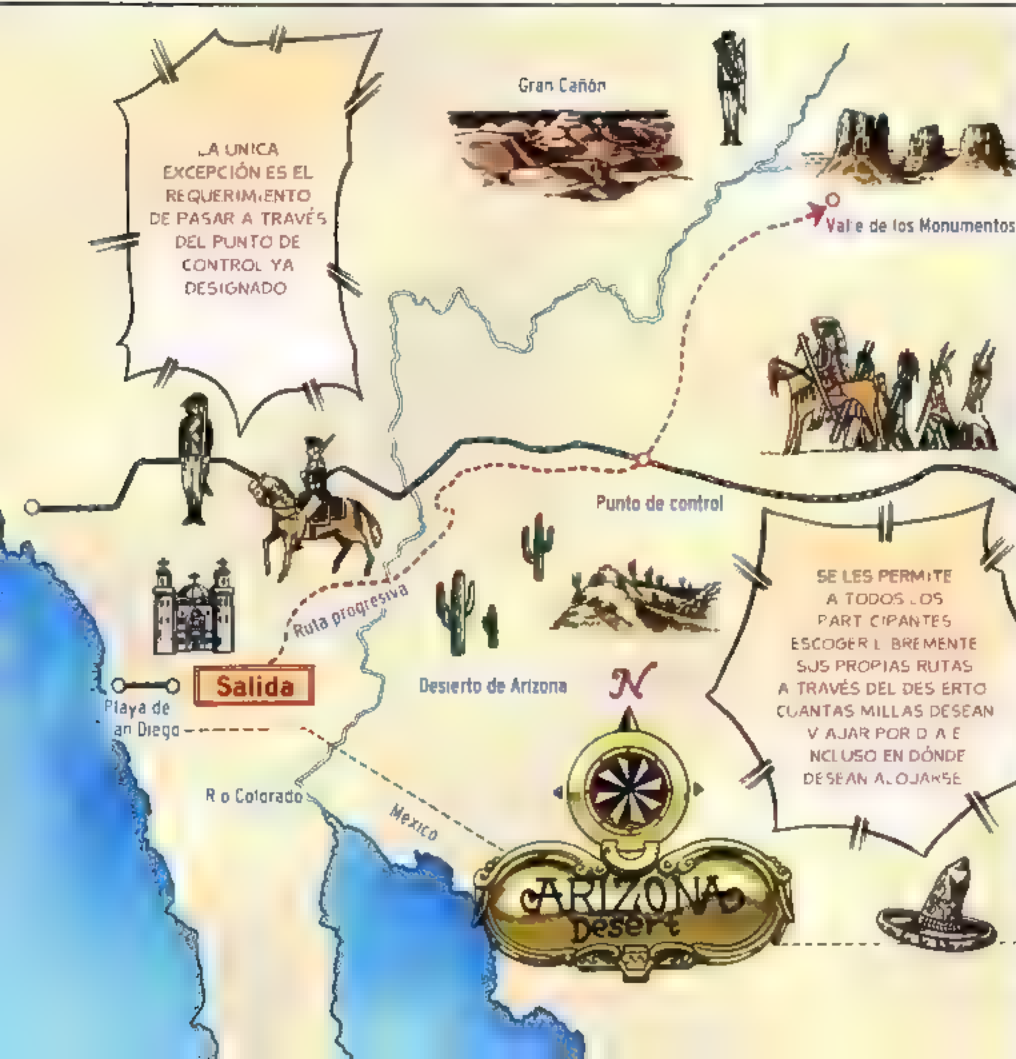 Gran Cañón
LA UNICA
EXCEPCIÓN ES EL
REQUERIMIENTO
DE PASAR A TRAVÉS
DEL PUNTO DE
CONTROL YA
DESIGNADO
Valle de los Monumentos
Punto de control
Ruta progresiva
Salida
Playa de
an Diego
Desierto de Arizona
N
SE LES PERMITE
A TODOS LOS
PARTICIPANTES
ESCOGER LIBREMENTE
SUS PROPIAS RUTAS
A TRAVÉS DEL DESIERTO
CUANTAS MILLAS DESEAN
VIAJAR POR DIA E
INCLUSO EN DÓNDE
DESEAN ALOJARSE
Rio Colorado
Mexico
ARIZONA
Desert